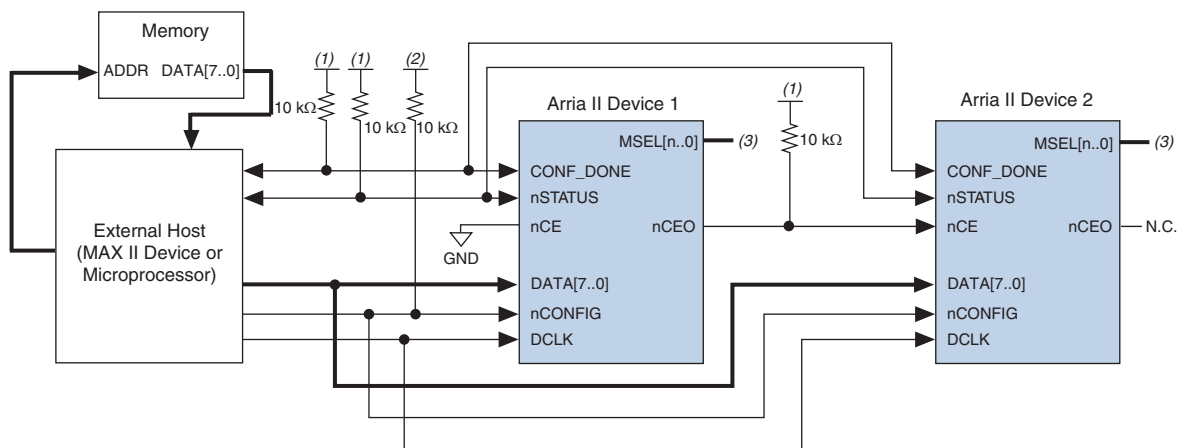 Memory
ADDR DATA[7..0]
(1) (1) (2)
10 kΩ 10 kΩ 10 kΩ
External Host
(MAX II Device or
Microprocessor)
GND
Arria II Device 1
MSEL[n..0] (3)
CONF_DONE
nSTATUS
nCE nCEO
DATA[7..0]
nCONFIG
DCLK
(1)
10 kΩ
Arria II Device 2
MSEL[n..0] (3)
CONF_DONE
nSTATUS
nCE nCEO N.C.
DATA[7..0]
nCONFIG
DCLK